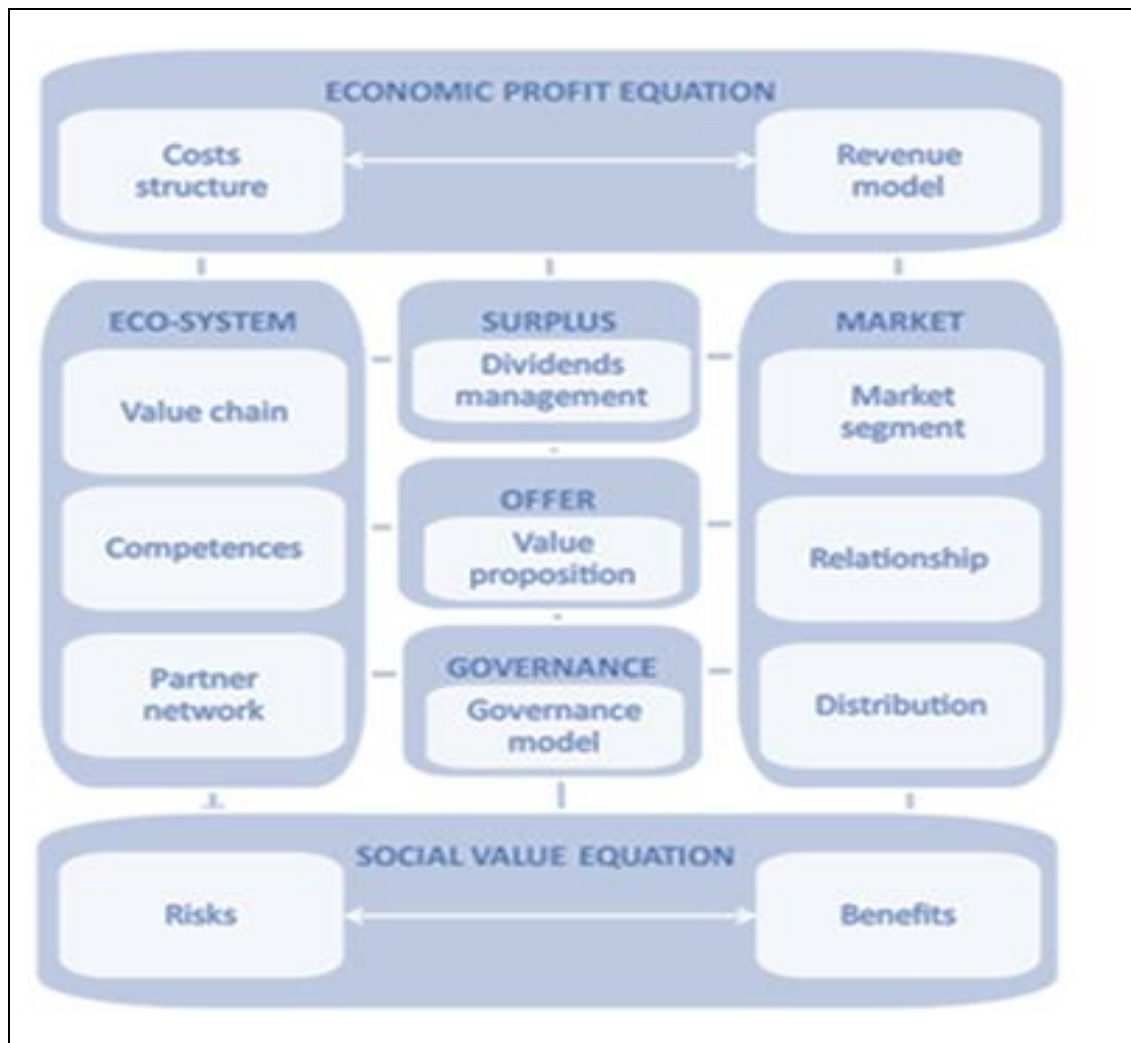 ECONOMIC PROFIT EQUATION
Costs
structure
Revenue
model
ECO-SYSTEM
Value chain
Competences
Partner
network
SURPLUS
Dividends
management
OFFER
Value
proposition
GOVERNANCE
Governance
model
MARKET
Market
segment
Relationship
Distribution
SOCIAL VALUE EQUATION
Risks
Benefits